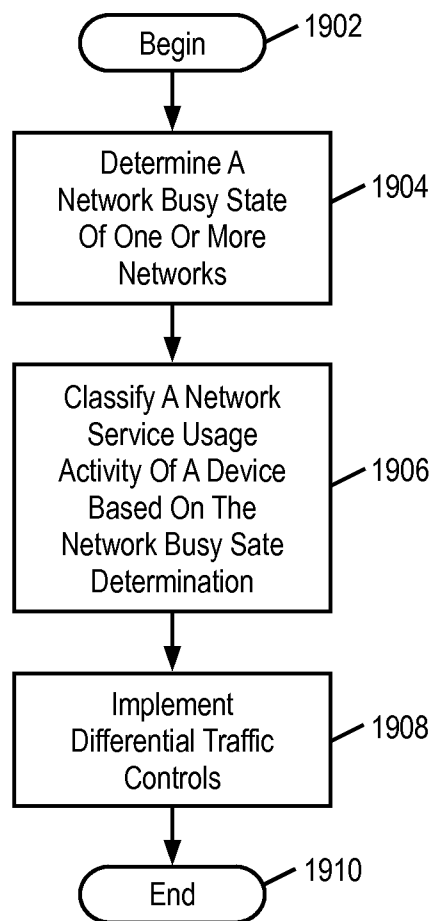 Begin
1902
Determine A
Network Busy State
Of One Or More
Networks
1904
Classify A Network
Service Usage
Activity Of A Device
Based On The
Network Busy Sate
Determination
1906
Implement
Differential Traffic
Controls
1908
End
1910